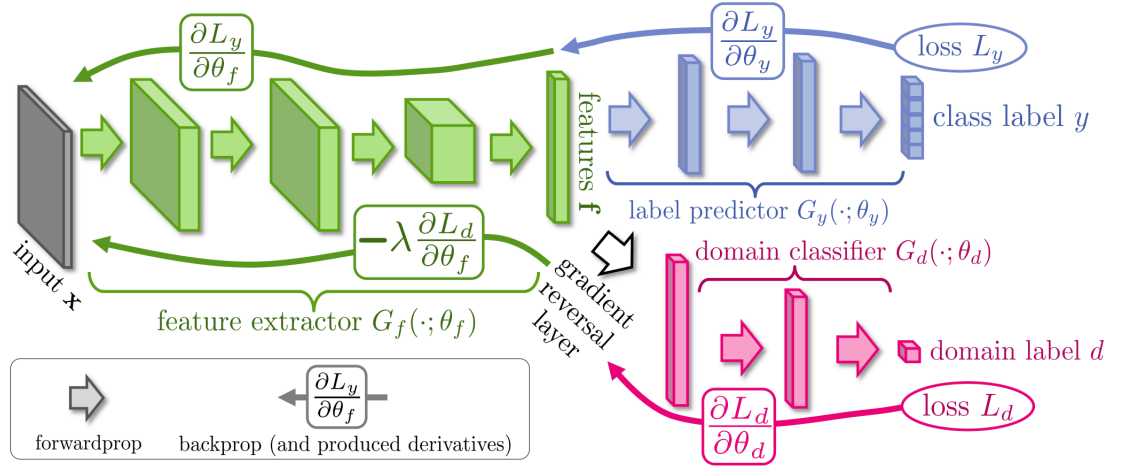 ∂L_y
∂θ_f
∂L_y
∂θ_y
loss L_y
features f
class label y
label predictor G_y(·; θ_y)
input x
−λ ∂L_d
∂θ_f
gradient
reversal
layer
domain classifier G_d(·; θ_d)
feature extractor G_f(·; θ_f)
domain label d
∂L_d
∂θ_d
loss L_d
∂L_y
∂θ_f
forwardprop
backprop (and produced derivatives)